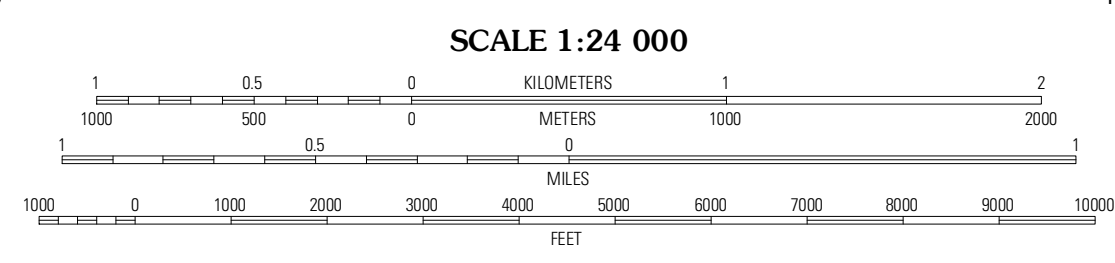 SCALE 1:24 000
1 0.5 0 KILOMETERS 1 2
1000 500 0 METERS 1000 2000
1 0.5 0 1
MILES
1000 0 1000 2000 3000 4000 5000 6000 7000 8000 9000 10000
FEET